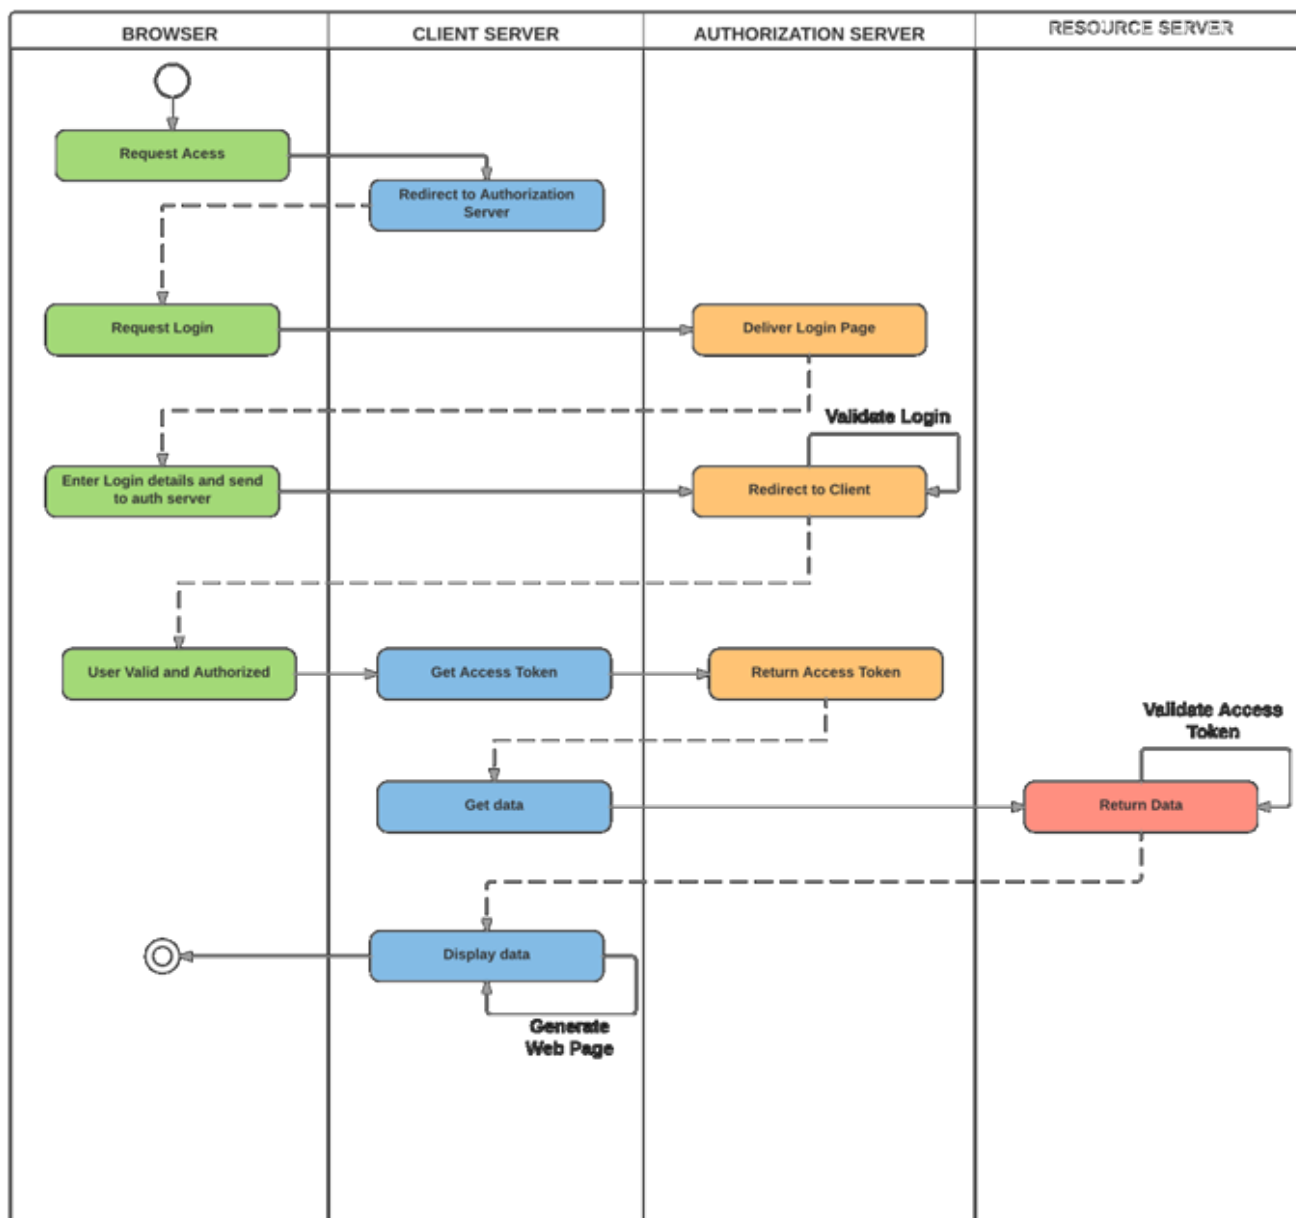 BROWSER
CLIENT SERVER
AUTHORIZATION SERVER
RESOURCE SERVER
Request Acess
Redirect to Authorization
Server
Request Login
Deliver Login Page
Validate Login
Enter Login details and send
to auth server
Redirect to Client
User Valid and Authorized
Get Access Token
Return Access Token
Validate Access
Token
Get data
Return Data
Display data
Generate
Web Page